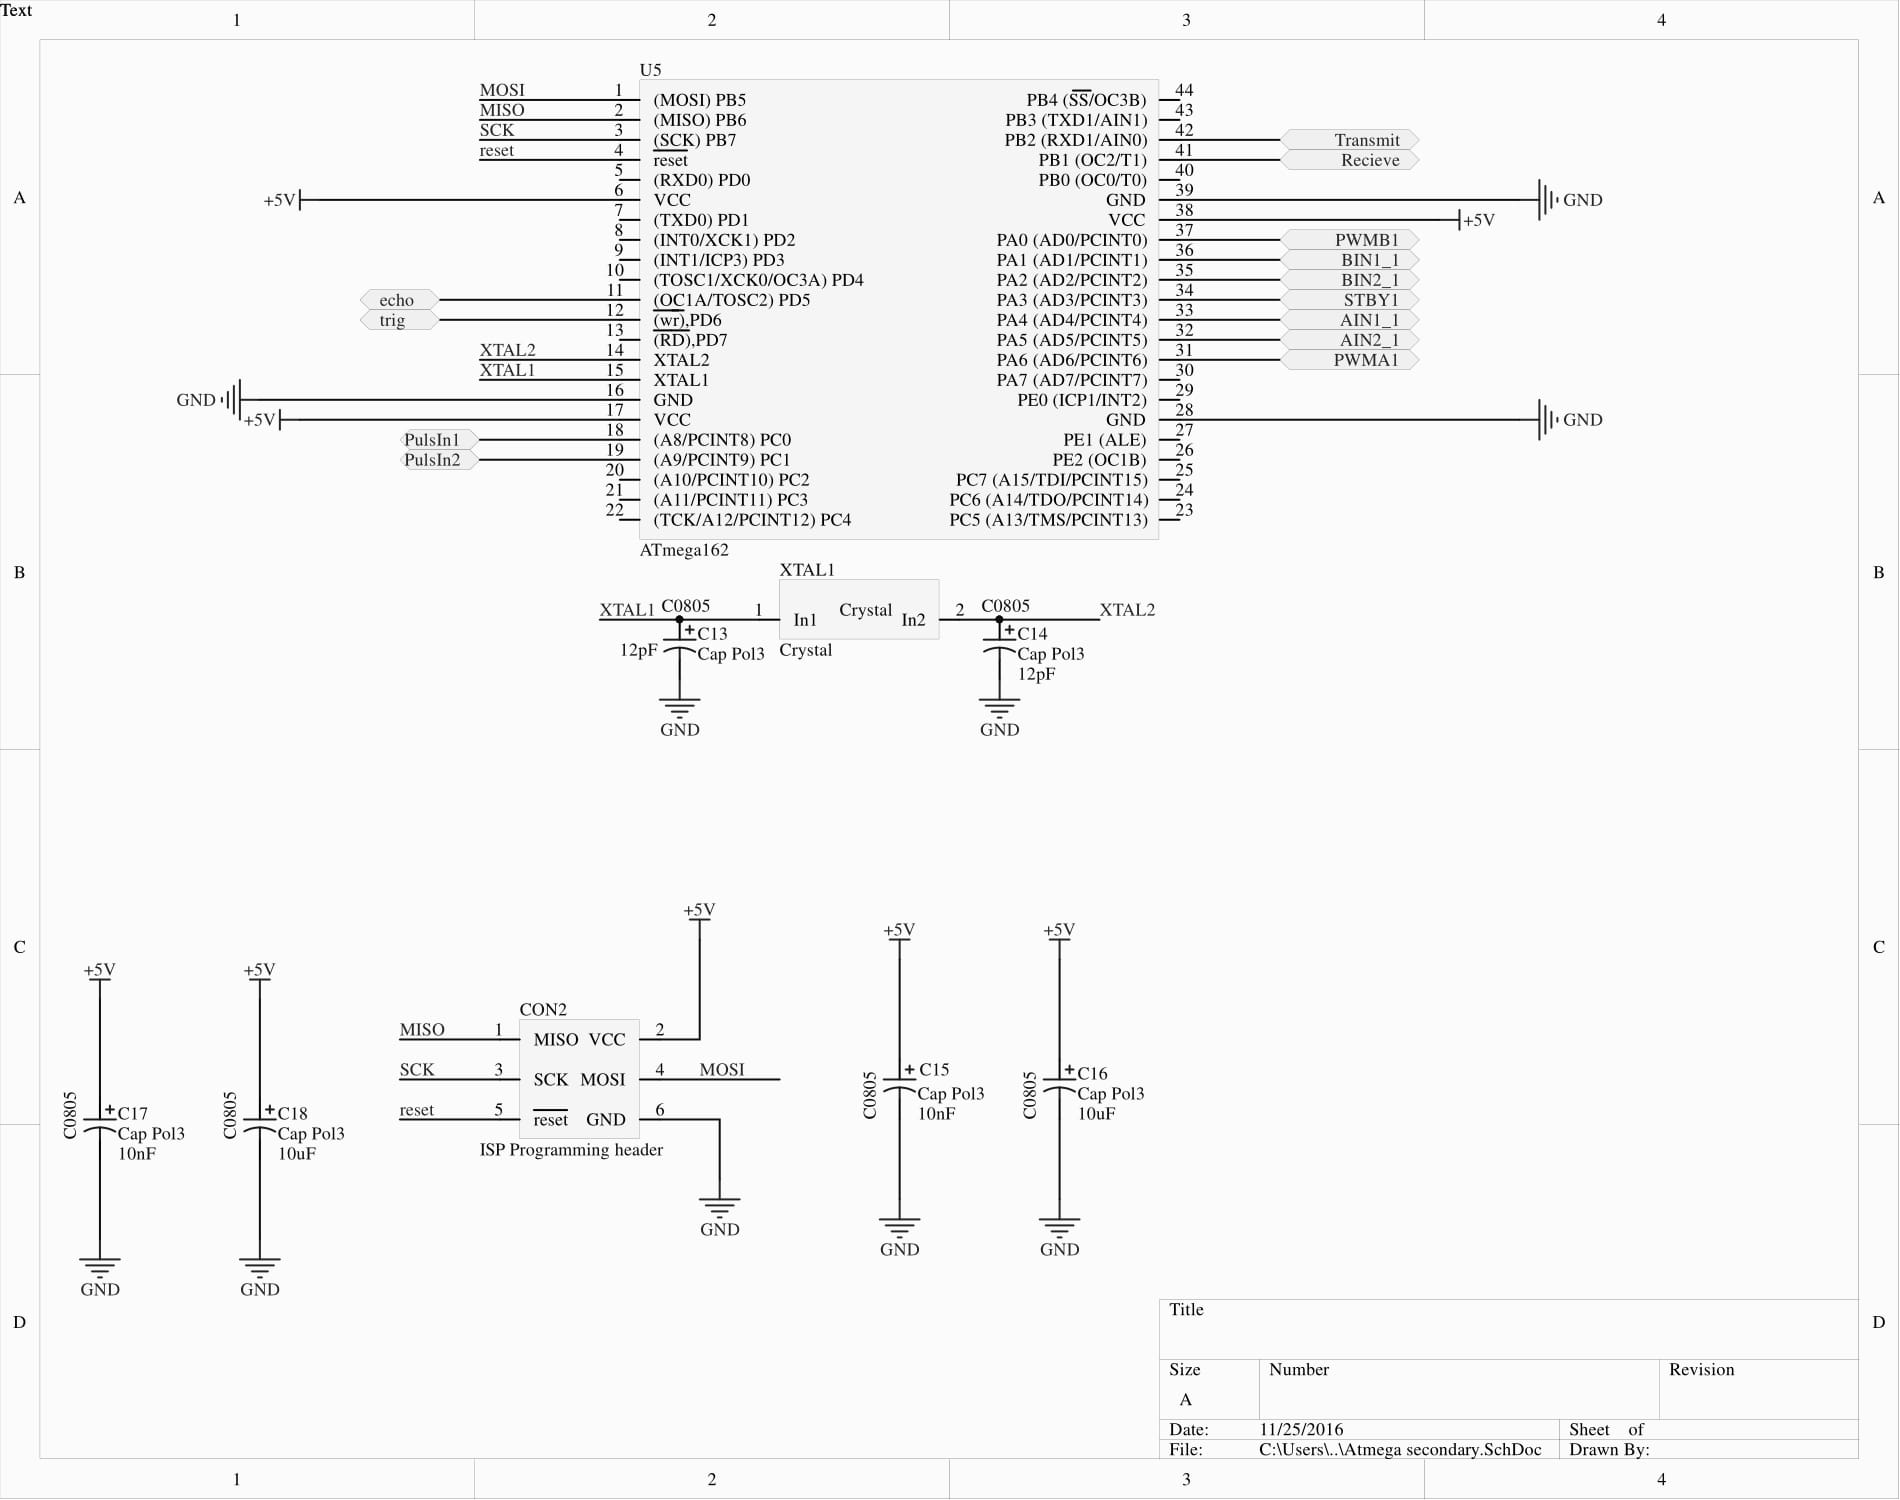 Text
1 2 3 4
A A
B B
C C
D D
U5
MOSI 1 (MOSI) PB5
MISO 2 (MISO) PB6
SCK 3 (SCK) PB7
reset 4 reset
5 (RXD0) PD0
+5V 6 VCC
7 (TXD0) PD1
8 (INT0/XCK1) PD2
9 (INT1/ICP3) PD3
10 (TOSC1/XCK0/OC3A) PD4
echo 11 (OC1A/TOSC2) PD5
trig 12 (wr),PD6
13 (RD),PD7
XTAL2 14 XTAL2
XTAL1 15 XTAL1
GND 16 GND
+5V 17 VCC
PulsIn1 18 (A8/PCINT8) PC0
PulsIn2 19 (A9/PCINT9) PC1
20 (A10/PCINT10) PC2
21 (A11/PCINT11) PC3
22 (TCK/A12/PCINT12) PC4
PB4 (SS/OC3B) 44
PB3 (TXD1/AIN1) 43
PB2 (RXD1/AIN0) 42 Transmit
PB1 (OC2/T1) 41 Recieve
PB0 (OC0/T0) 40
GND 39 GND
VCC 38 +5V
PA0 (AD0/PCINT0) 37 PWMB1
PA1 (AD1/PCINT1) 36 BIN1_1
PA2 (AD2/PCINT2) 35 BIN2_1
PA3 (AD3/PCINT3) 34 STBY1
PA4 (AD4/PCINT4) 33 AIN1_1
PA5 (AD5/PCINT5) 32 AIN2_1
PA6 (AD6/PCINT6) 31 PWMA1
PA7 (AD7/PCINT7) 30
PE0 (ICP1/INT2) 29
GND 28 GND
PE1 (ALE) 27
PE2 (OC1B) 26
PC7 (A15/TDI/PCINT15) 25
PC6 (A14/TDO/PCINT14) 24
PC5 (A13/TMS/PCINT13) 23
ATmega162
XTAL1
XTAL1 C0805 1 In1 Crystal In2 2 C0805 XTAL2
C13
12pF Cap Pol3
Crystal
C14
Cap Pol3
12pF
GND GND
+5V
C0805
C17
Cap Pol3
10nF
GND
+5V
C0805
C18
Cap Pol3
10uF
GND
+5V
CON2
MISO 1 MISO VCC 2
SCK 3 SCK MOSI 4 MOSI
reset 5 reset GND 6
ISP Programming header
GND
+5V
C0805
C15
Cap Pol3
10nF
GND
+5V
C0805
C16
Cap Pol3
10uF
GND
Title
Size Number Revision
A
Date: 11/25/2016 Sheet of
File: C:\Users\..\Atmega secondary.SchDoc Drawn By:
1 2 3 4